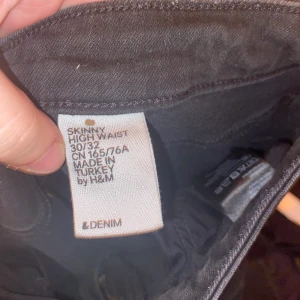 SKINNY
HIGH WAIST
30/32
CN 165/76A
MADE IN
TURKEY
by H&M
&DENIM